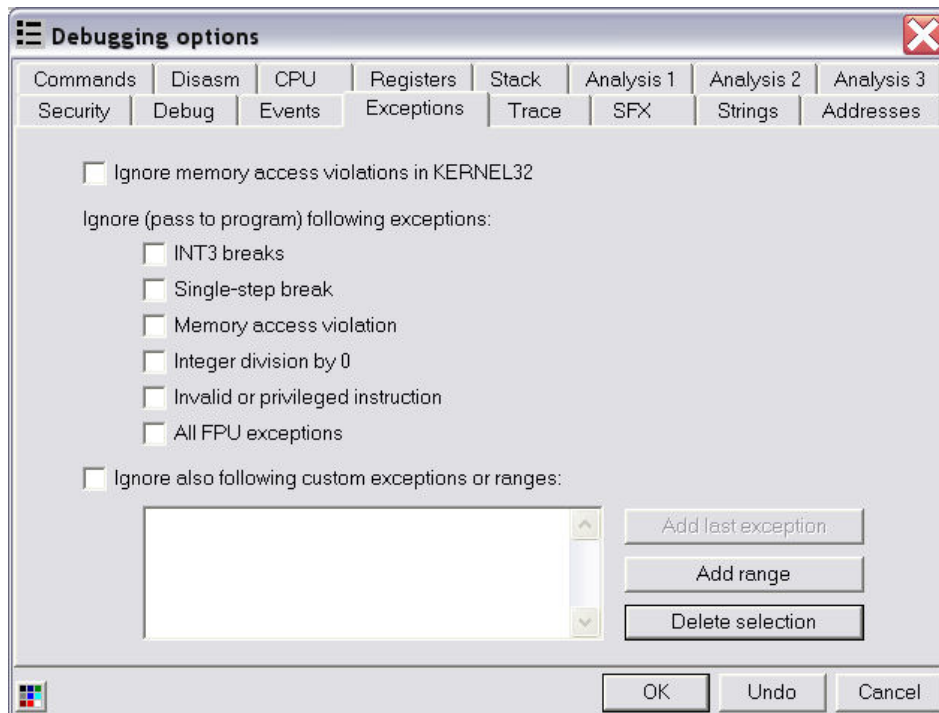 Debugging options
Commands Disasm CPU Registers Stack Analysis 1 Analysis 2 Analysis 3
Security Debug Events Exceptions Trace SFX Strings Addresses
Ignore memory access violations in KERNEL32
Ignore (pass to program) following exceptions:
INT3 breaks
Single-step break
Memory access violation
Integer division by 0
Invalid or privileged instruction
All FPU exceptions
Ignore also following custom exceptions or ranges:
Add last exception
Add range
Delete selection
OK Undo Cancel